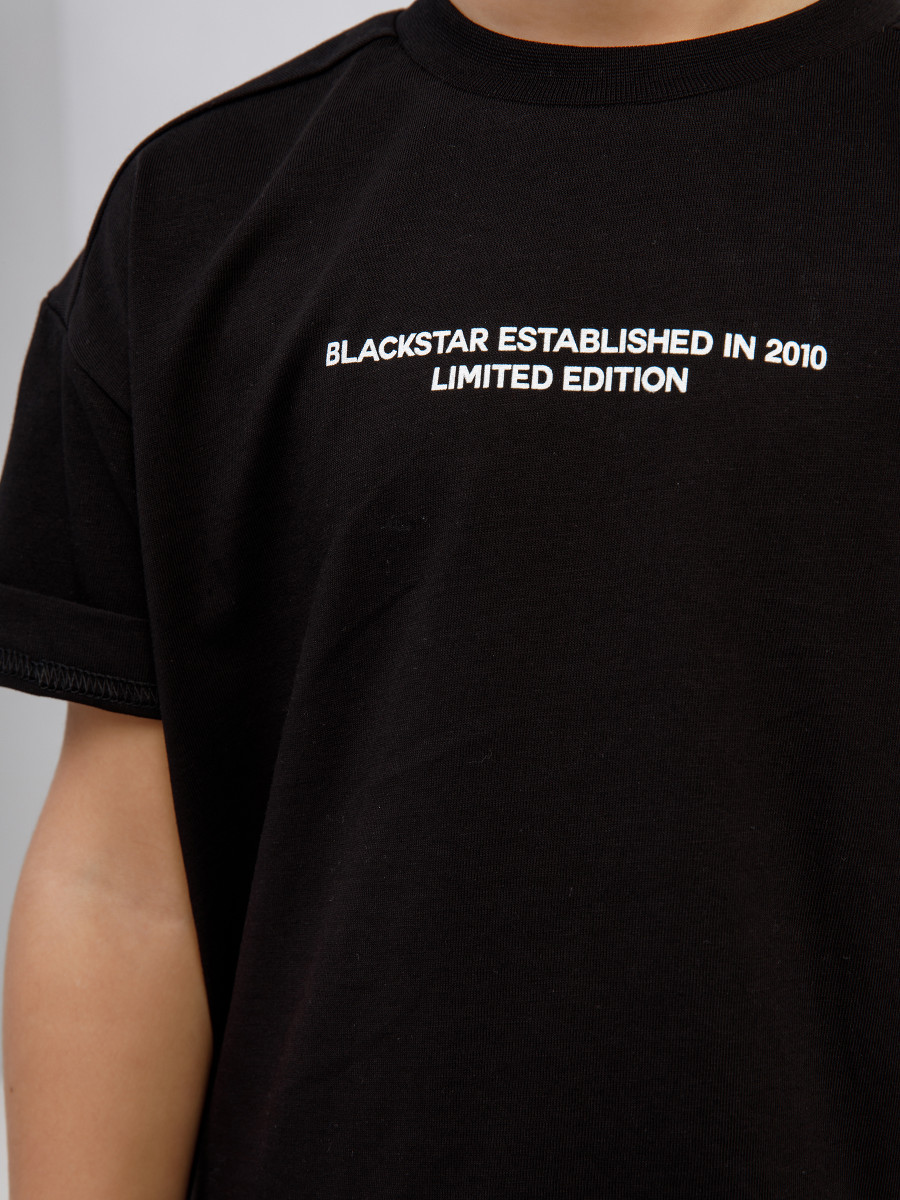 BLACKSTAR ESTABLISHED IN 2010
LIMITED EDITION